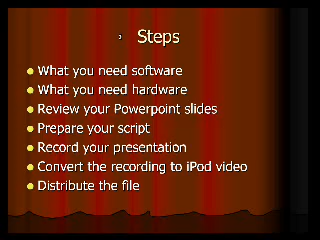 Steps
What you need software
What you need hardware
Review your Powerpoint slides
Prepare your script
Record your presentation
Convert the recording to iPod video
Distribute the file